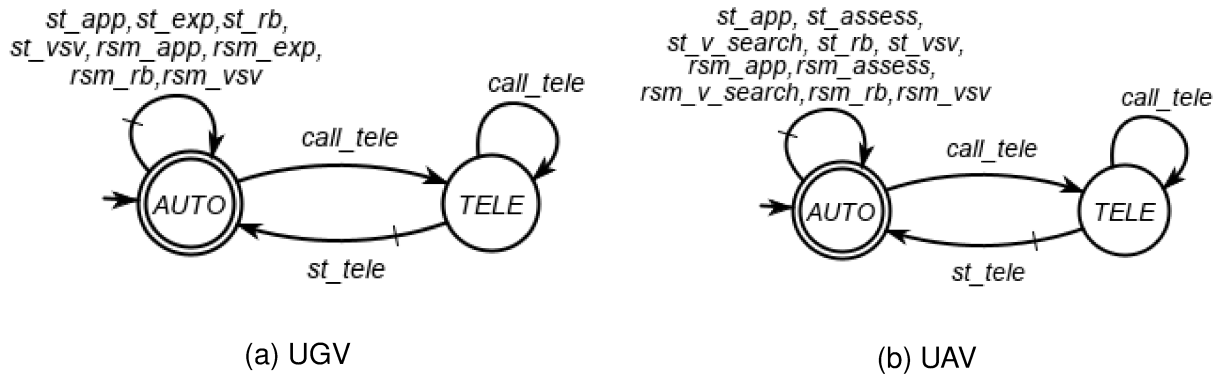 st_app, st_exp, st_rb,
st_vsv, rsm_app, rsm_exp,
rsm_rb, rsm_vsv
call_tele
call_tele
AUTO
TELE
st_tele
(a) UGV
st_app, st_assess,
st_v_search, st_rb, st_vsv,
rsm_app, rsm_assess,
rsm_v_search, rsm_rb, rsm_vsv
call_tele
call_tele
AUTO
TELE
st_tele
(b) UAV